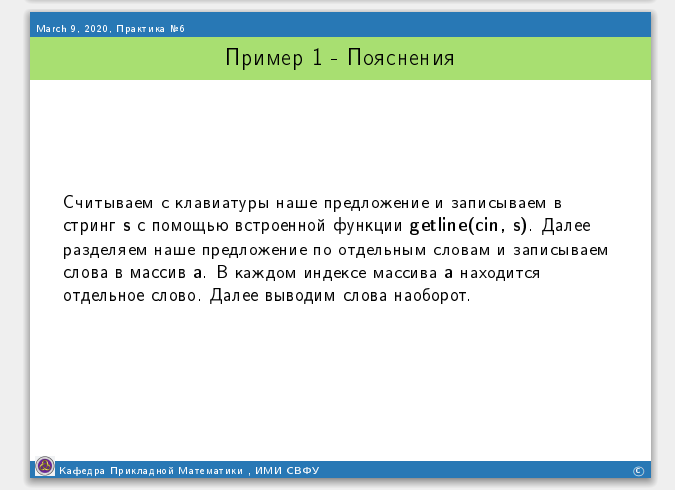 March 9, 2020, Практика №6
Пример 1 - Пояснения
Считываем с клавиатуры наше предложение и записываем в
стринг s с помощью встроенной функции getline(cin, s). Далее
разделяем наше предложение по отдельным словам и записываем
слова в массив a. В каждом индексе массива a находится
отдельное слово. Далее выводим слова наоборот.
Кафедра Прикладной Математики , ИМИ СВФУ
©